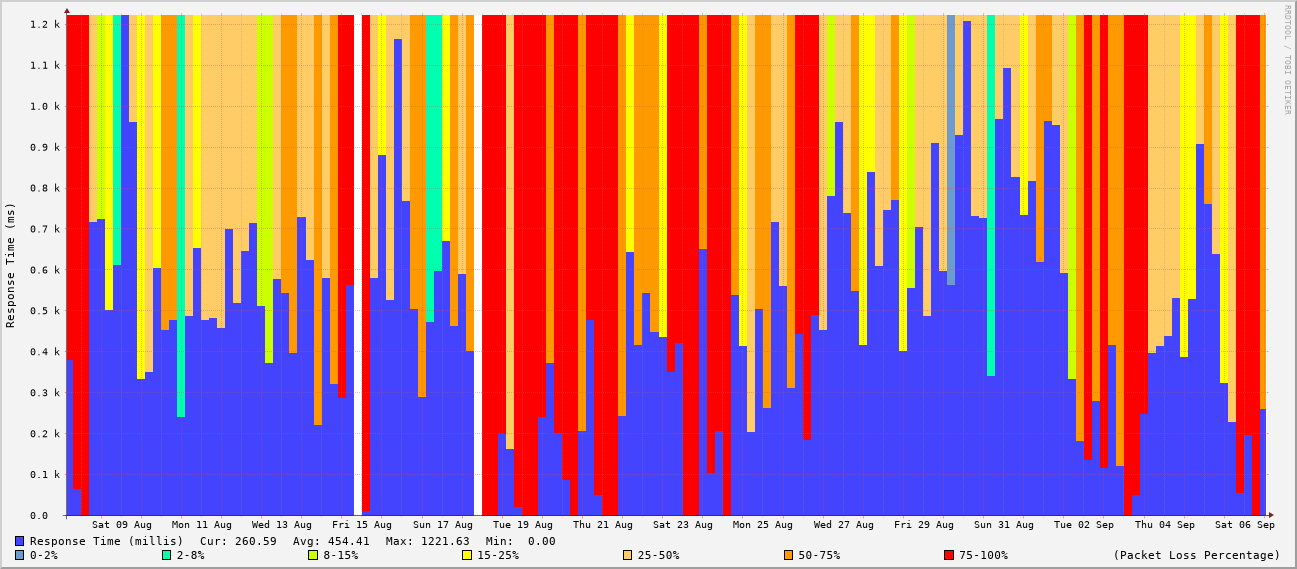 RRDTOOL / TOBI OETIKER
Response Time (ms)
1.2 k
1.1 k
1.0 k
0.9 k
0.8 k
0.7 k
0.6 k
0.5 k
0.4 k
0.3 k
0.2 k
0.1 k
0.0
Sat 09 Aug Mon 11 Aug Wed 13 Aug Fri 15 Aug Sun 17 Aug Tue 19 Aug Thu 21 Aug Sat 23 Aug Mon 25 Aug Wed 27 Aug Fri 29 Aug Sun 31 Aug Tue 02 Sep Thu 04 Sep Sat 06 Sep
Response Time (millis) Cur: 260.59 Avg: 454.41 Max: 1221.63 Min: 0.00
0-2% 2-8% 8-15% 15-25% 25-50% 50-75% 75-100% (Packet Loss Percentage)